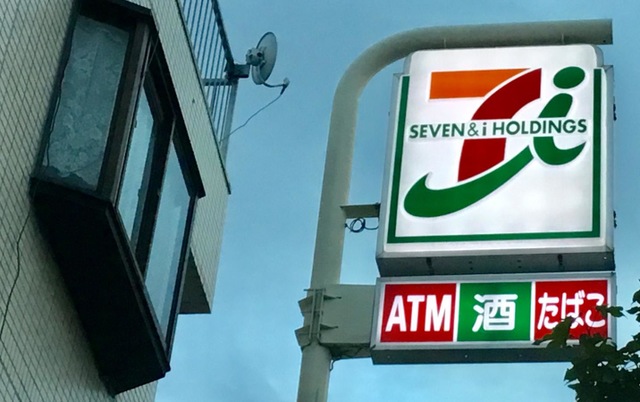 SEVEN & i HOLDINGS
ATM 酒 たばこ